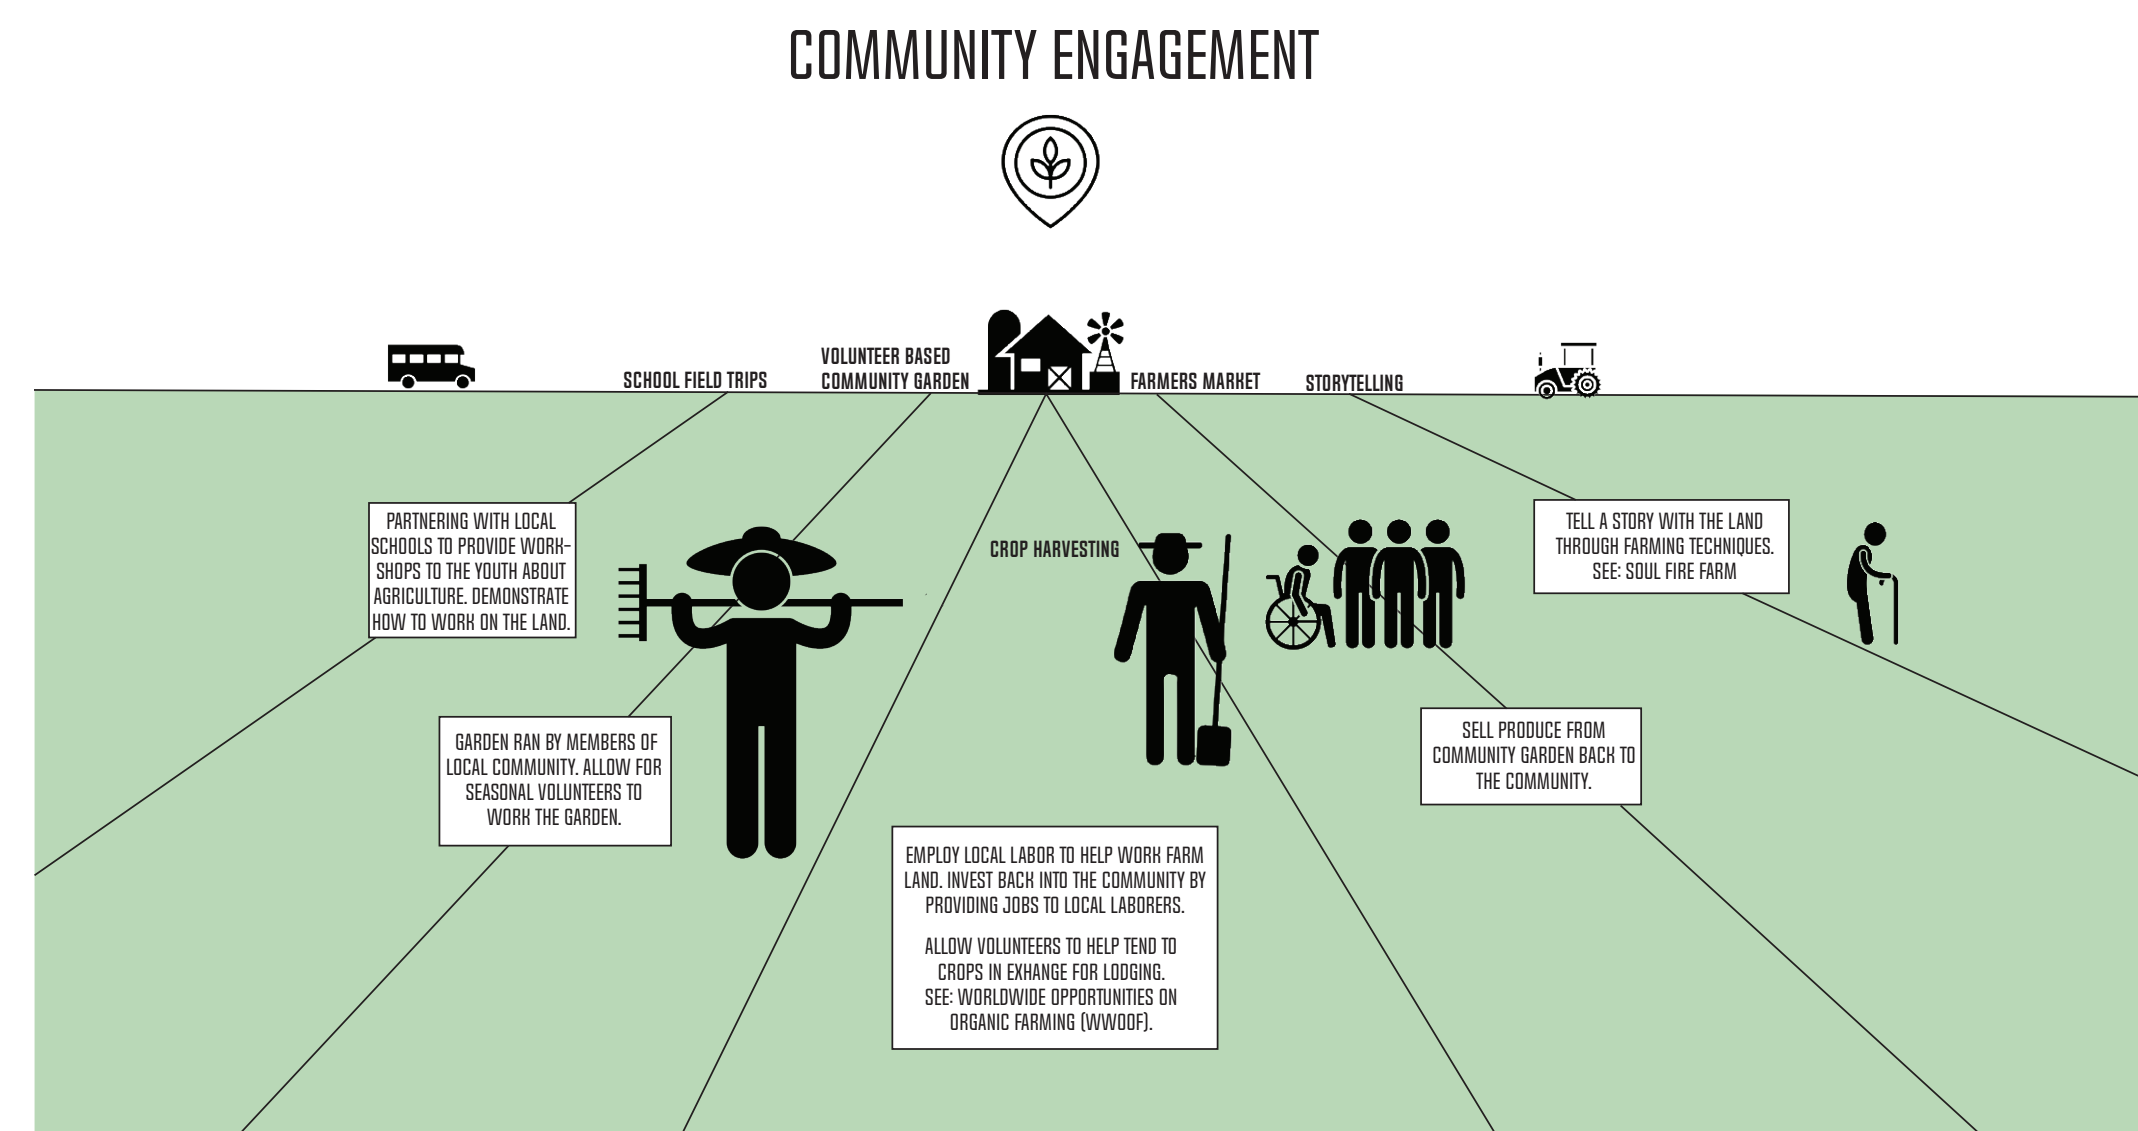 COMMUNITY ENGAGEMENT
SCHOOL FIELD TRIPS
VOLUNTEER BASED
COMMUNITY GARDEN
FARMERS MARKET
STORYTELLING
PARTNERING WITH LOCAL
SCHOOLS TO PROVIDE WORK-
SHOPS TO THE YOUTH ABOUT
AGRICULTURE. DEMONSTRATE
HOW TO WORK ON THE LAND.
GARDEN RAN BY MEMBERS OF
LOCAL COMMUNITY. ALLOW FOR
SEASONAL VOLUNTEERS TO
WORK THE GARDEN.
CROP HARVESTING
EMPLOY LOCAL LABOR TO HELP WORK FARM
LAND. INVEST BACK INTO THE COMMUNITY BY
PROVIDING JOBS TO LOCAL LABORERS.
ALLOW VOLUNTEERS TO HELP TEND TO
CROPS IN EXHANGE FOR LODGING.
SEE: WORLDWIDE OPPORTUNITIES ON
ORGANIC FARMING (WWOOF).
SELL PRODUCE FROM
COMMUNITY GARDEN BACK TO
THE COMMUNITY.
TELL A STORY WITH THE LAND
THROUGH FARMING TECHNIQUES.
SEE: SOUL FIRE FARM